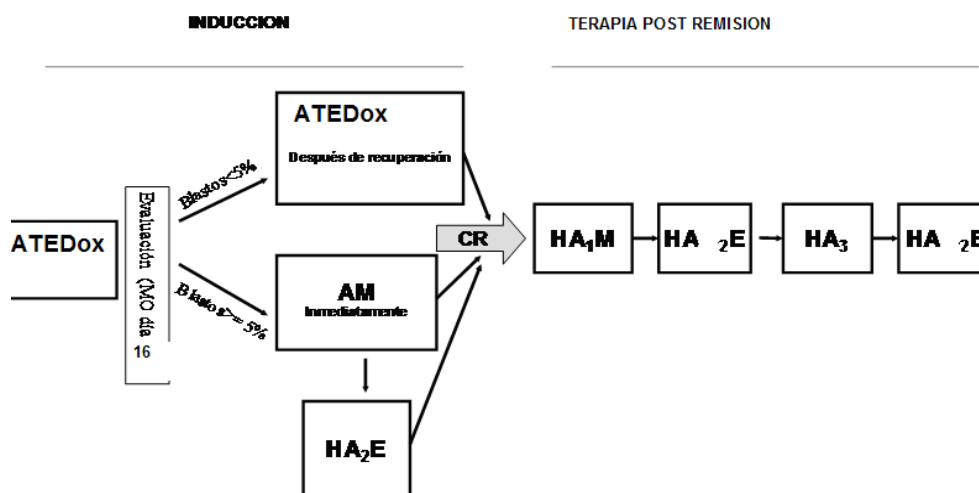 INDUCCION
TERAPIA POST REMISION
ATEDox
Evaluación (MO día
16
Blastos<5%
Blastos>= 5%
ATEDox
Después de recuperación
AM
Inmediatamente
HA₂E
CR
HA₁M
HA ₂E
HA₃
HA ₂E